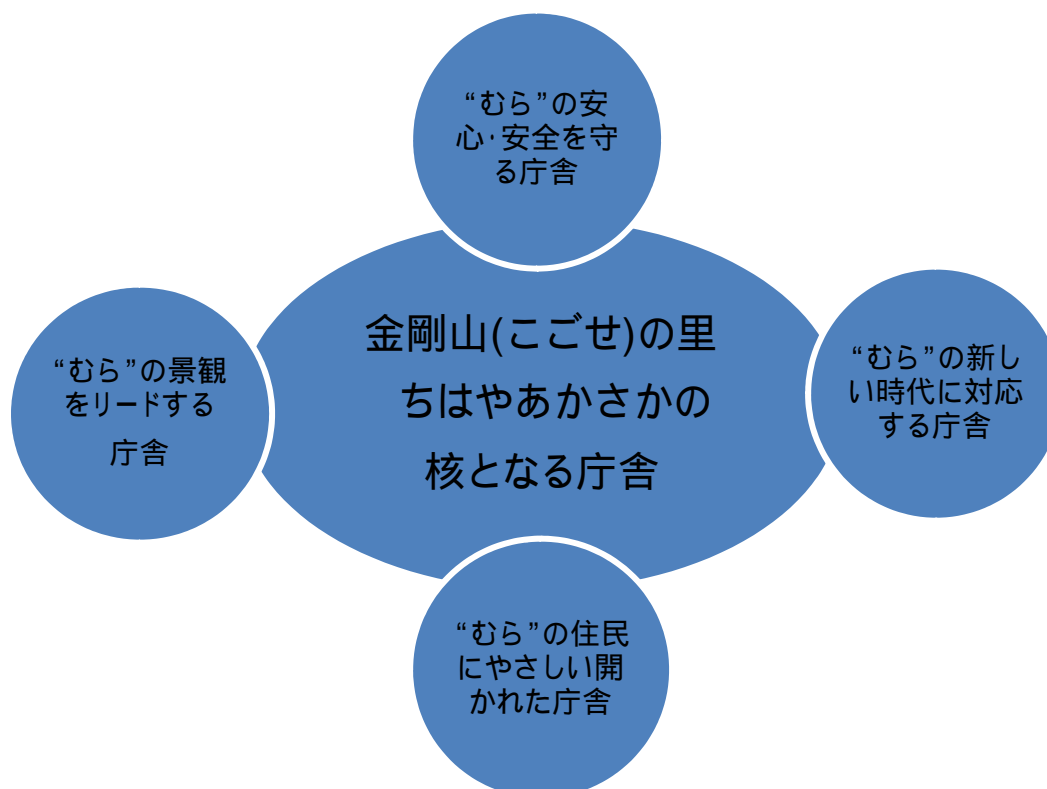 “むら”の安
心・安全を守
る庁舎
金剛山(こごせ)の里
ちはやあかさかの
核となる庁舎
“むら”の景観
をリードする
庁舎
“むら”の新し
い時代に対応
する庁舎
“むら”の住民
にやさしい開
かれた庁舎